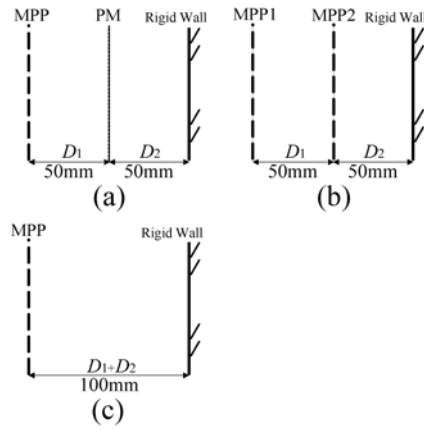 MPP PM Rigid Wall
D1 D2
50mm 50mm
(a)
MPP1 MPP2 Rigid Wall
D1 D2
50mm 50mm
(b)
MPP Rigid Wall
D1+D2
100mm
(c)